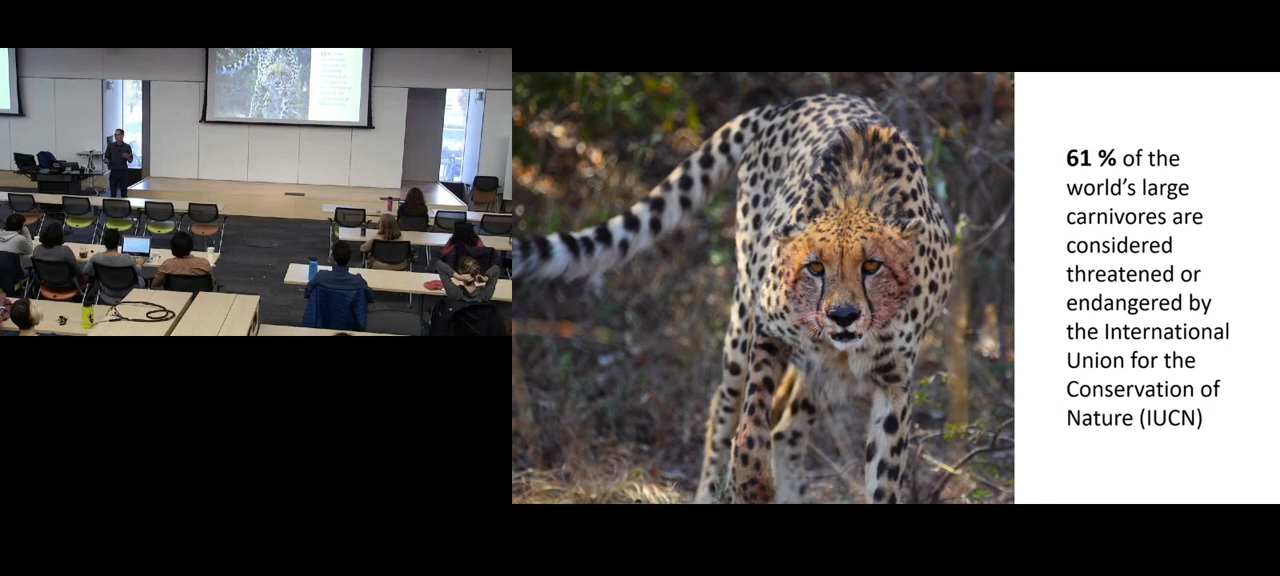 61 % of the
world's large
carnivores are
considered
threatened or
endangered by
the International
Union for the
Conservation of
Nature (IUCN)